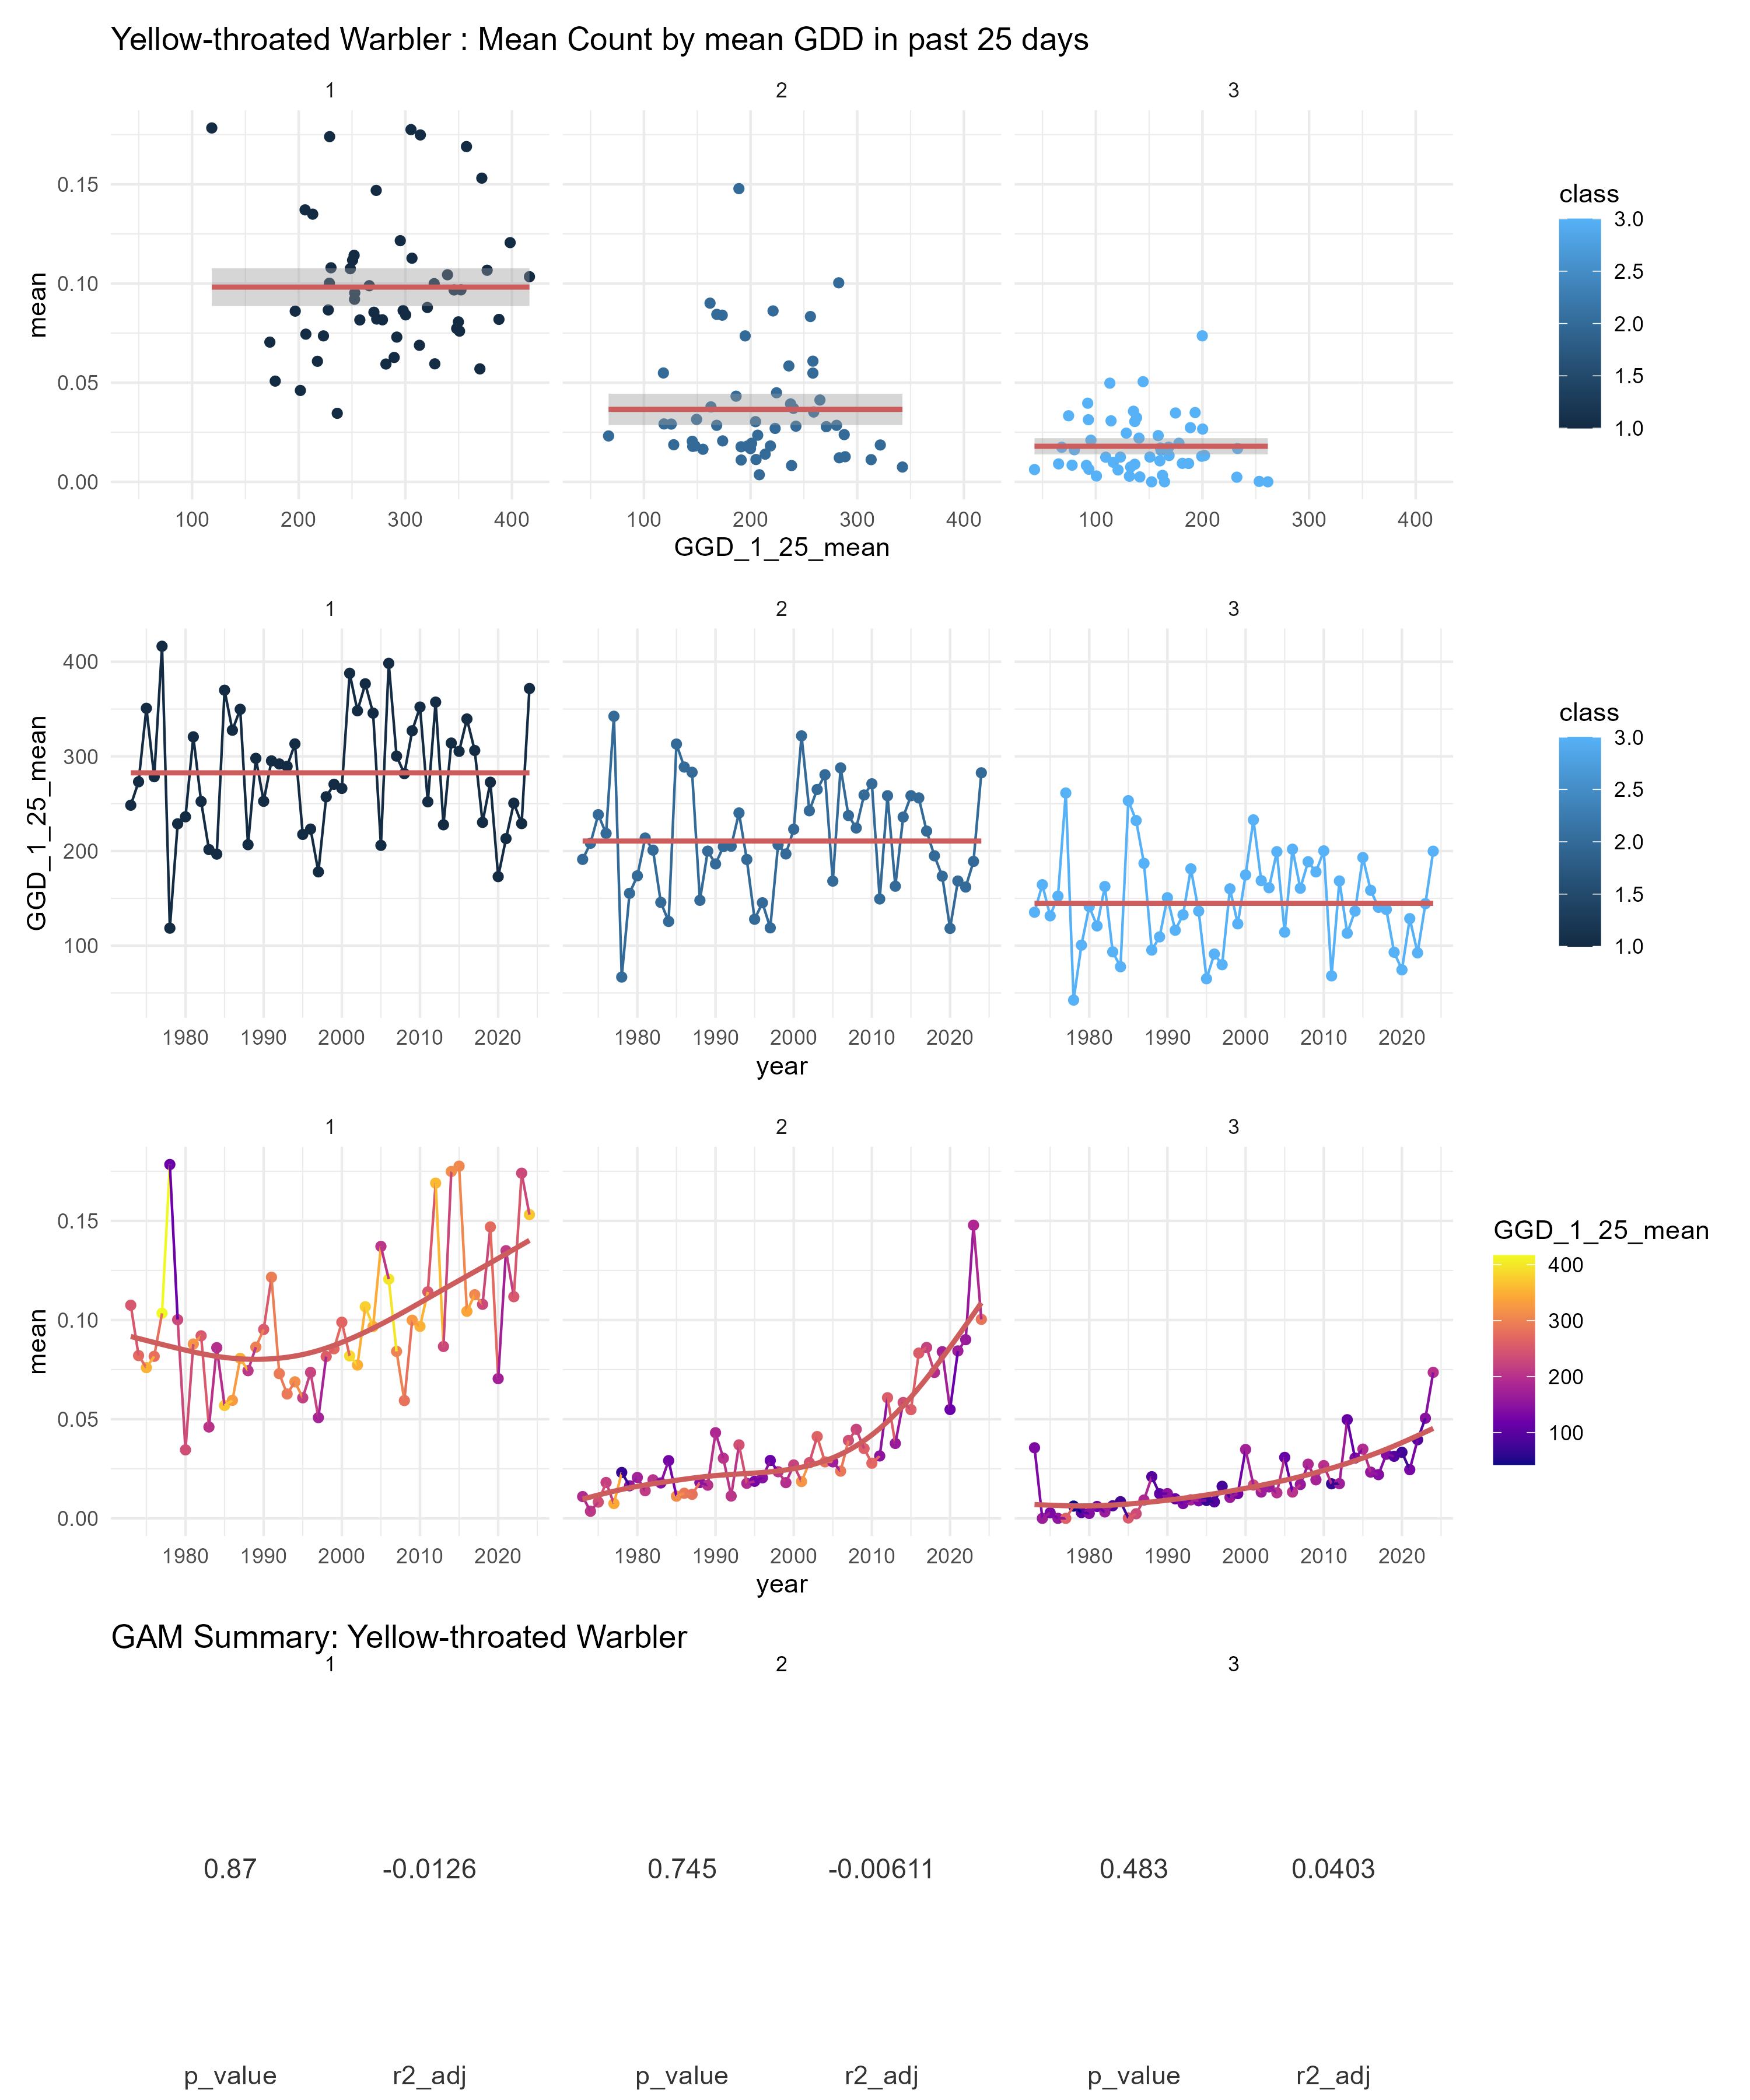 Yellow-throated Warbler : Mean Count by mean GDD in past 25 days
1 2 3
mean
0.15
0.10
0.05
0.00
100 200 300 400 100 200 300 400 100 200 300 400
GGD_1_25_mean
class
3.0
2.5
2.0
1.5
1.0
1 2 3
GGD_1_25_mean
400
300
200
100
1980 1990 2000 2010 2020 1980 1990 2000 2010 2020 1980 1990 2000 2010 2020
year
class
3.0
2.5
2.0
1.5
1.0
1 2 3
mean
0.15
0.10
0.05
0.00
1980 1990 2000 2010 2020 1980 1990 2000 2010 2020 1980 1990 2000 2010 2020
year
GGD_1_25_mean
400
300
200
100
GAM Summary: Yellow-throated Warbler
1 2 3
0.87 -0.0126 0.745 -0.00611 0.483 0.0403
p_value r2_adj p_value r2_adj p_value r2_adj